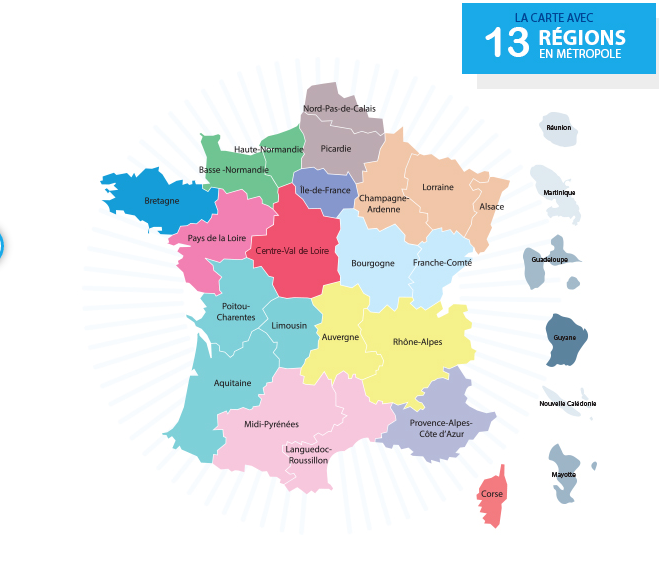 LA CARTE AVEC
13 RÉGIONS
EN MÉTROPOLE
Nord-Pas-de-Calais
Haute-Normandie
Picardie
Basse -Normandie
Île-de-France
Champagne-
Ardenne
Lorraine
Alsace
Bretagne
Pays de la Loire
Centre-Val de Loire
Bourgogne
Franche-Comté
Poitou-
Charentes
Limousin
Auvergne
Rhône-Alpes
Aquitaine
Midi-Pyrénées
Languedoc-
Roussillon
Provence-Alpes-
Côte d'Azur
Corse
Réunion
Martinique
Guadeloupe
Guyane
Nouvelle Calédonie
Mayotte